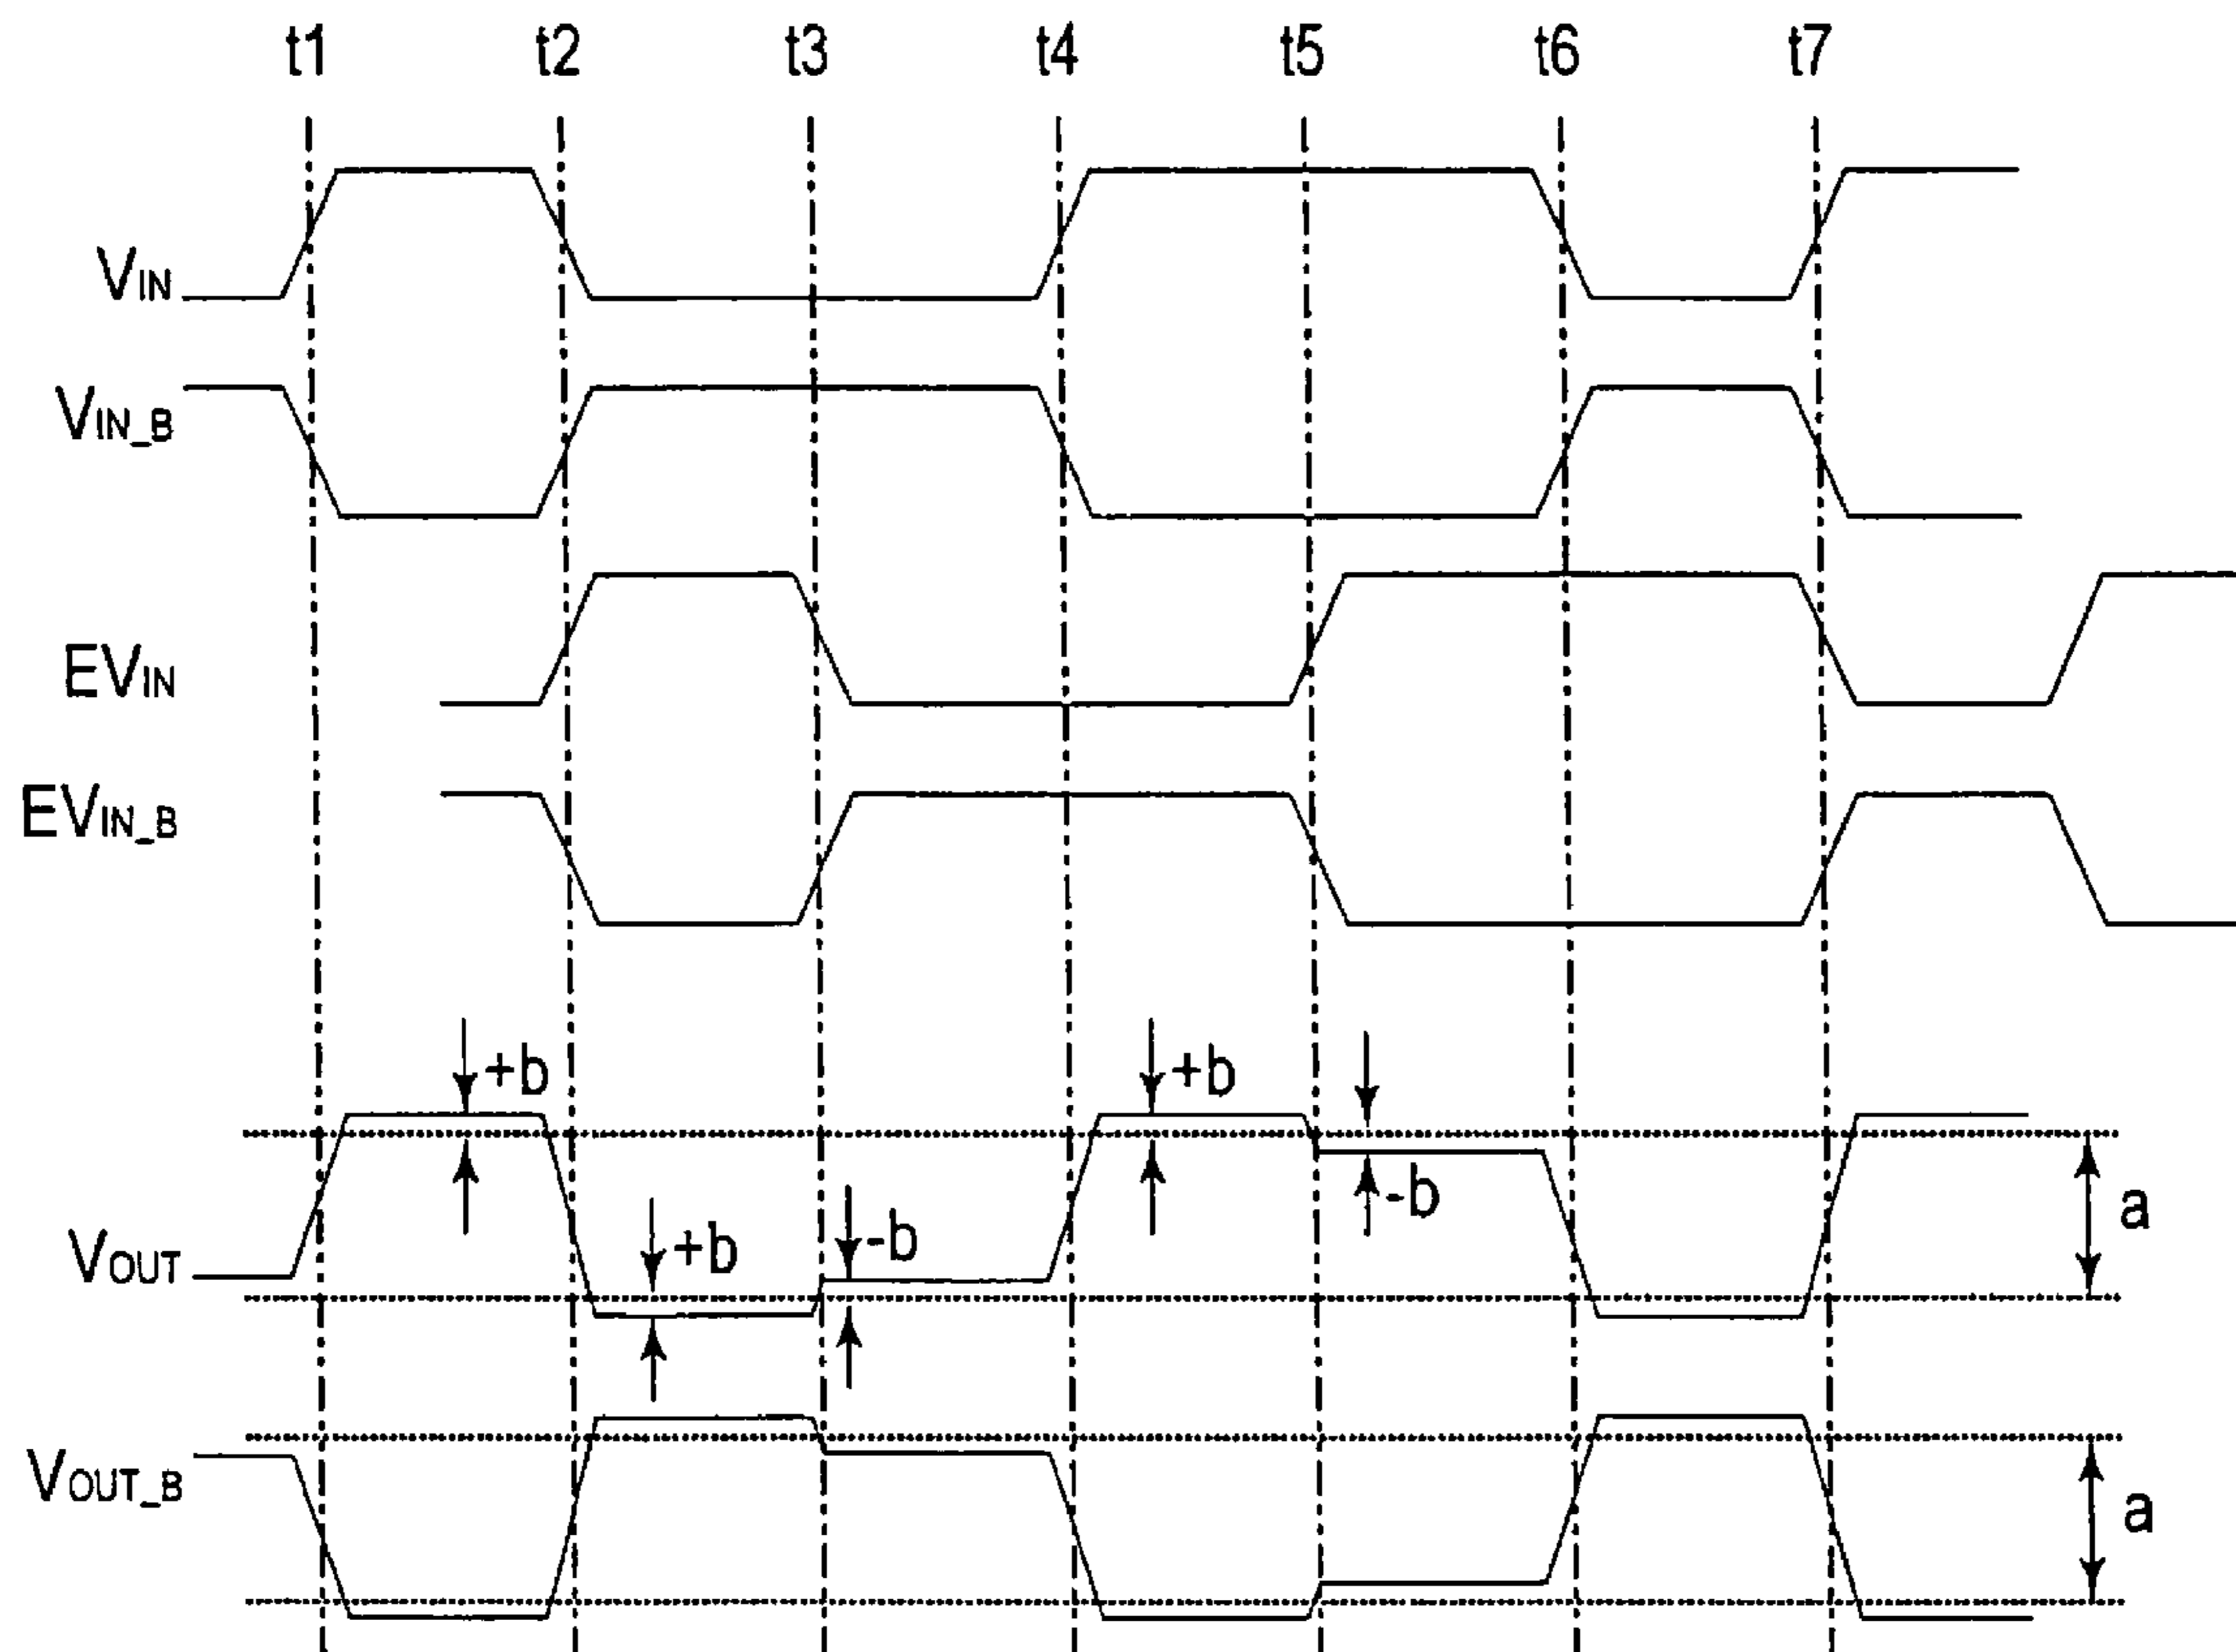 t1 t2 t3 t4 t5 t6 t7
VIN
VIN_B
EVIN
EVIN_B
+b +b
-b
a
+b -b
VOUT
VOUT_B
a